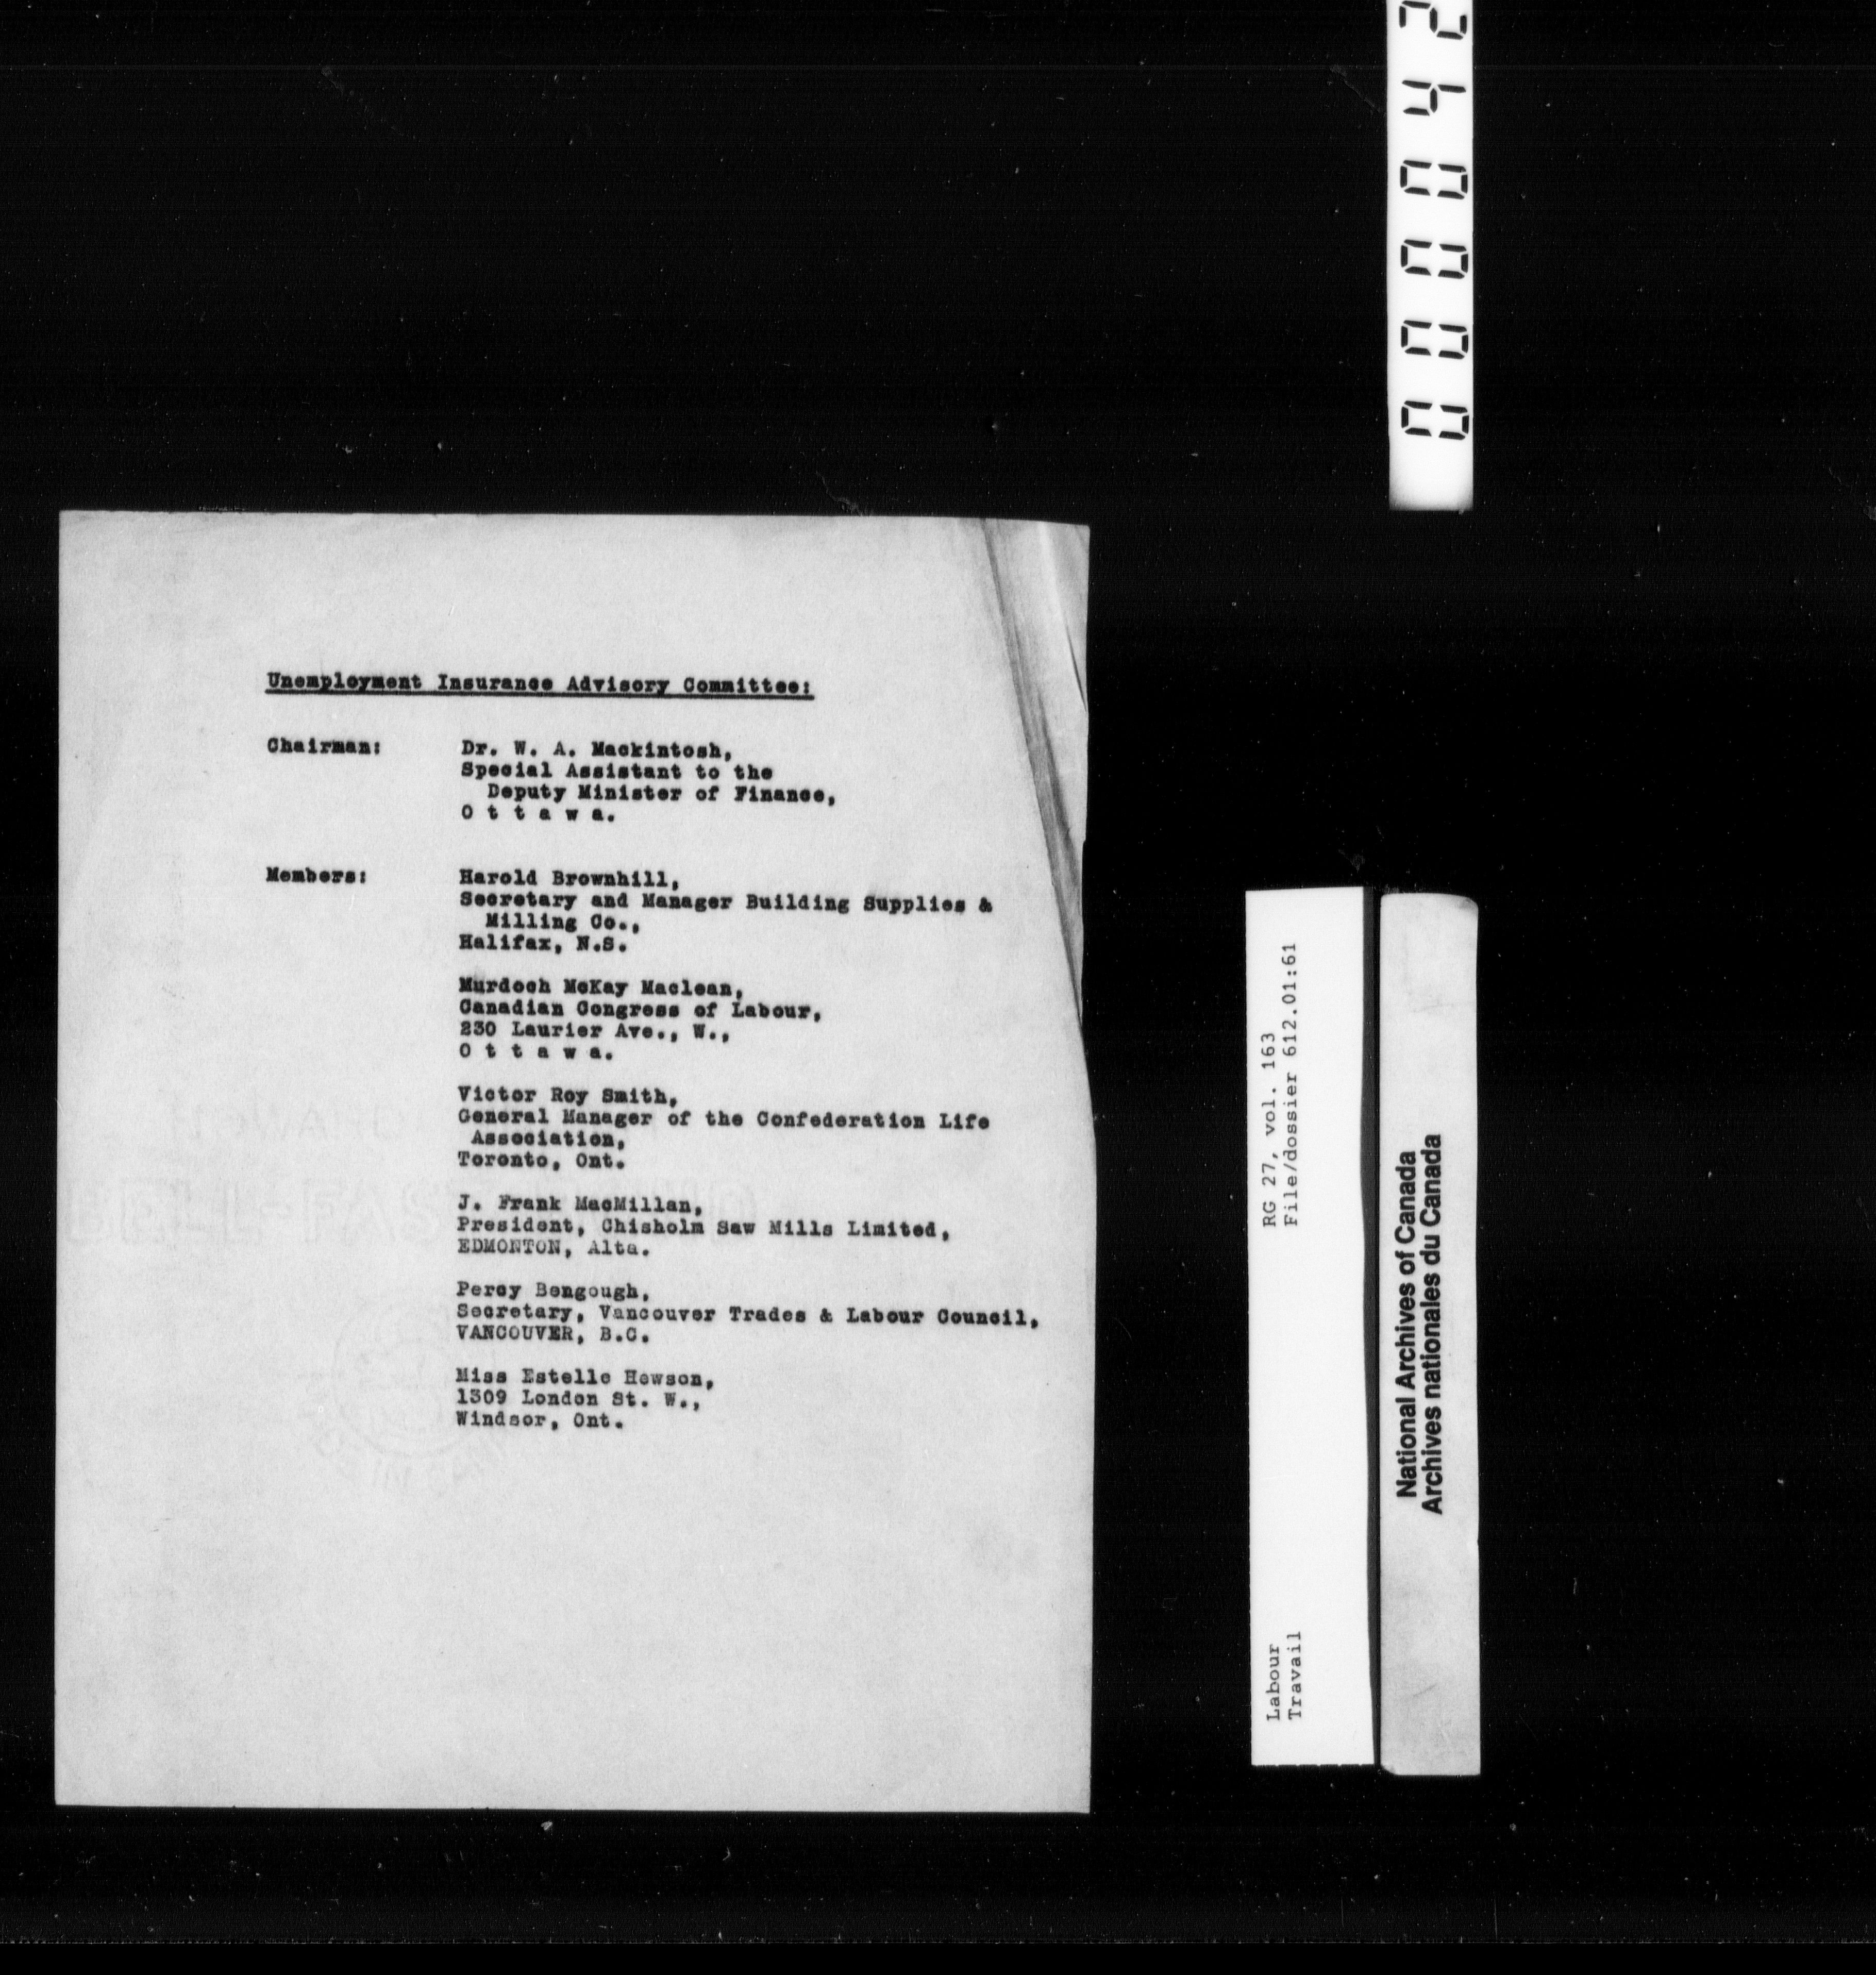 Unemployment Insurance Advisory Committee:
Chairman:
Dr. W. A. Mackintosh,
Special Assistant to the
Deputy Minister of Finance,
O t t a w a.
Members:
Harold Brownhill,
Secretary and Manager Building Supplies &
Milling Co.,
Halifax, N.S.
Murdoch McKay Maclean,
Canadian Congress of Labour,
230 Laurier Ave., W.,
O t t a w a.
Victor Roy Smith,
General Manager of the Confederation Life
Association,
Toronto, Ont.
J. Frank MacMillan,
President, Chisholm Saw Mills Limited,
EDMONTON, Alta.
Percy Bengough,
Secretary, Vancouver Trades & Labour Council,
VANCOUVER, B.C.
Miss Estelle Hewson,
1309 London St. W.,
Windsor, Ont.
000042
RG 27, vol. 163
File/dossier 612.01:61
Labour
Travail
National Archives of Canada
Archives nationales du Canada